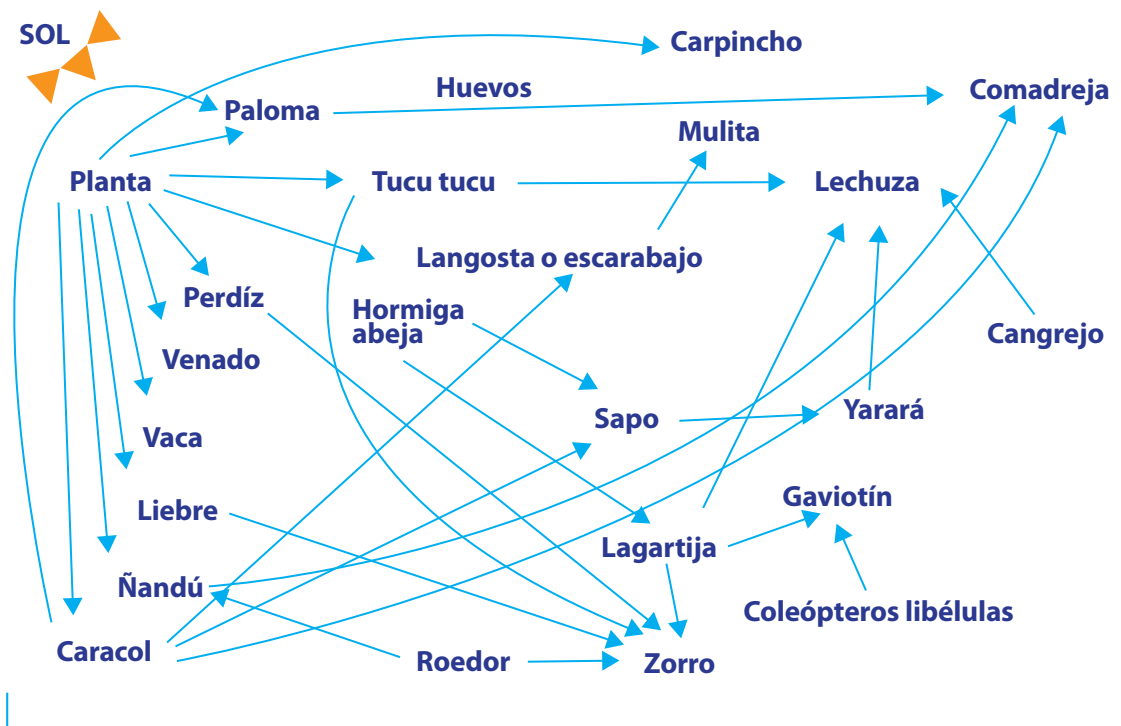 SOL
Carpincho
Huevos
Comadreja
Paloma
Mulita
Planta
Tucu tucu
Lechuza
Langosta o escarabajo
Perdíz
Hormiga
abeja
Cangrejo
Venado
Sapo
Yarará
Vaca
Gaviotín
Liebre
Lagartija
Ñandú
Coleópteros libélulas
Caracol
Roedor
Zorro